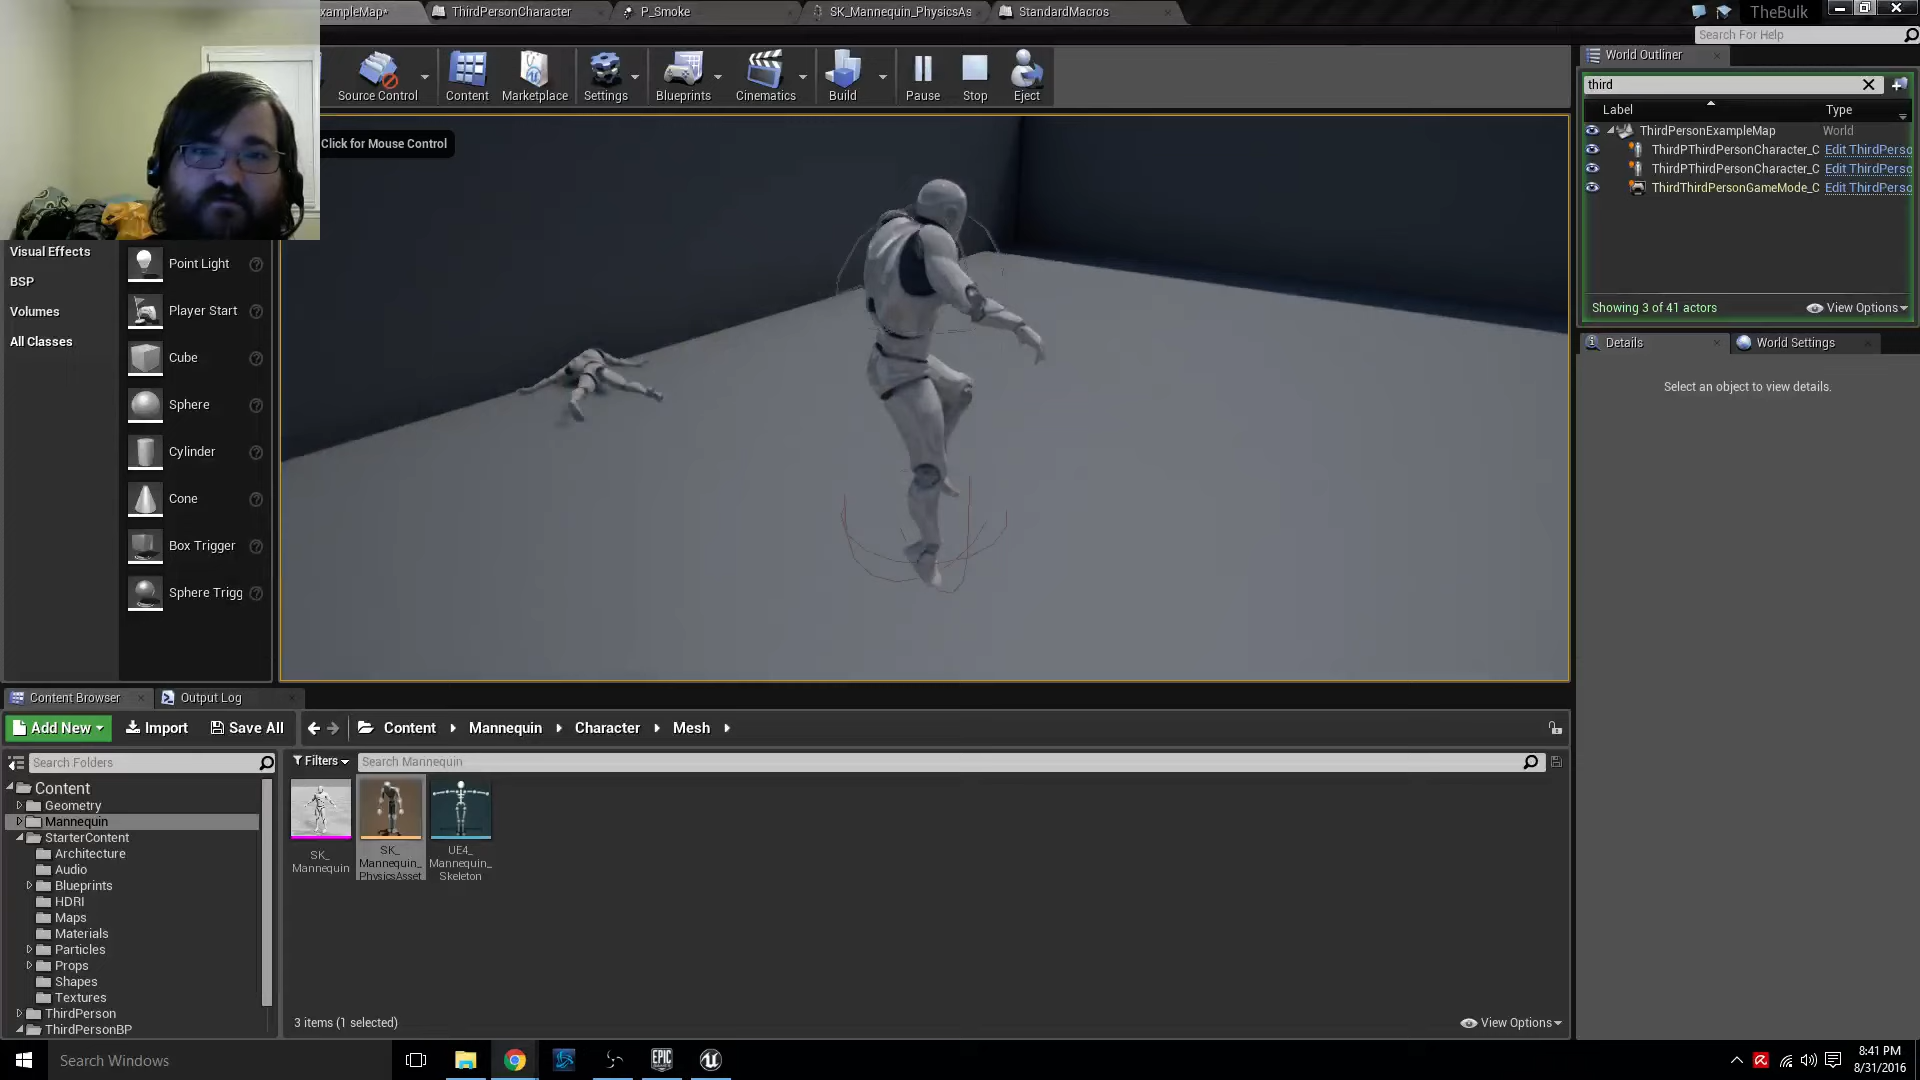 ExampleMap*
ThirdPersonCharacter
P_Smoke
SK_Mannequin_PhysicsAs
StandardMacros
TheBulk
Search For Help
Source Control
Content
Marketplace
Settings
Blueprints
Cinematics
Build
Pause
Stop
Eject
World Outliner
third
Label
Type
ThirdPersonExampleMap World
ThirdPThirdPersonCharacter_C Edit ThirdPerso
ThirdPThirdPersonCharacter_C Edit ThirdPerso
ThirdThirdPersonGameMode_C Edit ThirdPerso
Showing 3 of 41 actors
View Options
Details
World Settings
Select an object to view details.
Click for Mouse Control
Visual Effects
BSP
Volumes
All Classes
Point Light
Player Start
Cube
Sphere
Cylinder
Cone
Box Trigger
Sphere Trigg
Content Browser
Output Log
Add New
Import
Save All
Content
Mannequin
Character
Mesh
Search Folders
Filters
Search Mannequin
Content
Geometry
Mannequin
StarterContent
Architecture
Audio
Blueprints
HDRI
Maps
Materials
Particles
Props
Shapes
Textures
ThirdPerson
ThirdPersonBP
SK_
Mannequin
SK_
Mannequin_
PhysicsAsset
UE4_
Mannequin_
Skeleton
3 items (1 selected)
View Options
Search Windows
EPIC
8:41 PM
8/31/2016